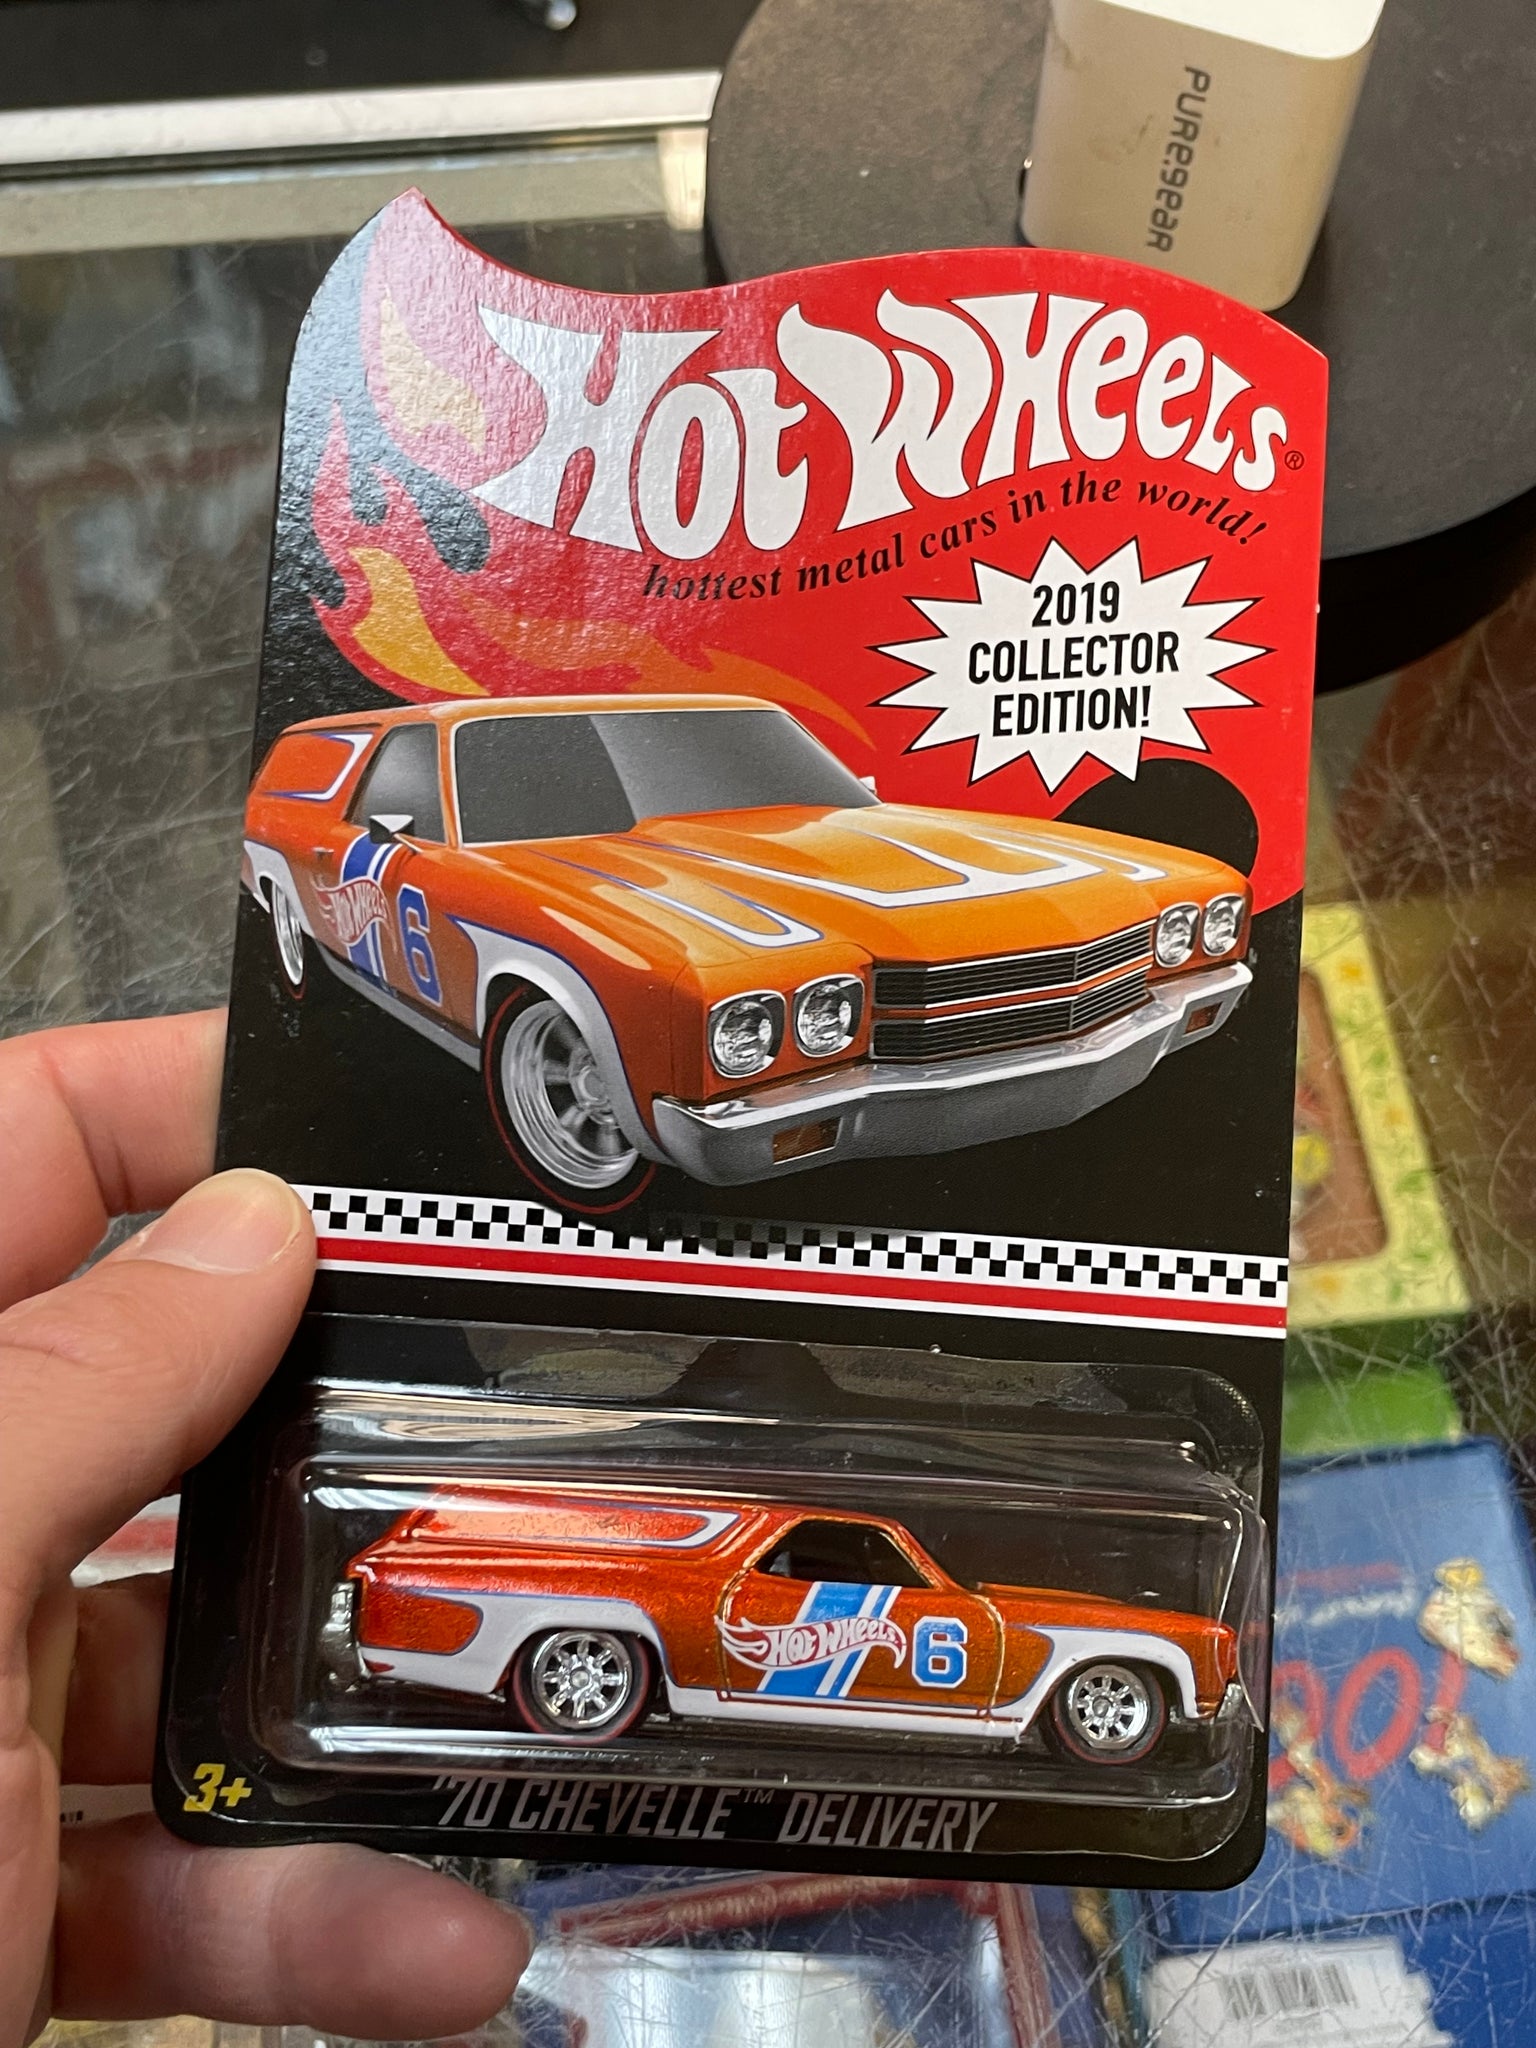 PUREGEAR
HOT WHEELS®
hottest metal cars in the world!
2019
COLLECTOR
EDITION!
HOT WHEELS
6
HOT WHEELS
6
3+
'70 CHEVELLE™ DELIVERY